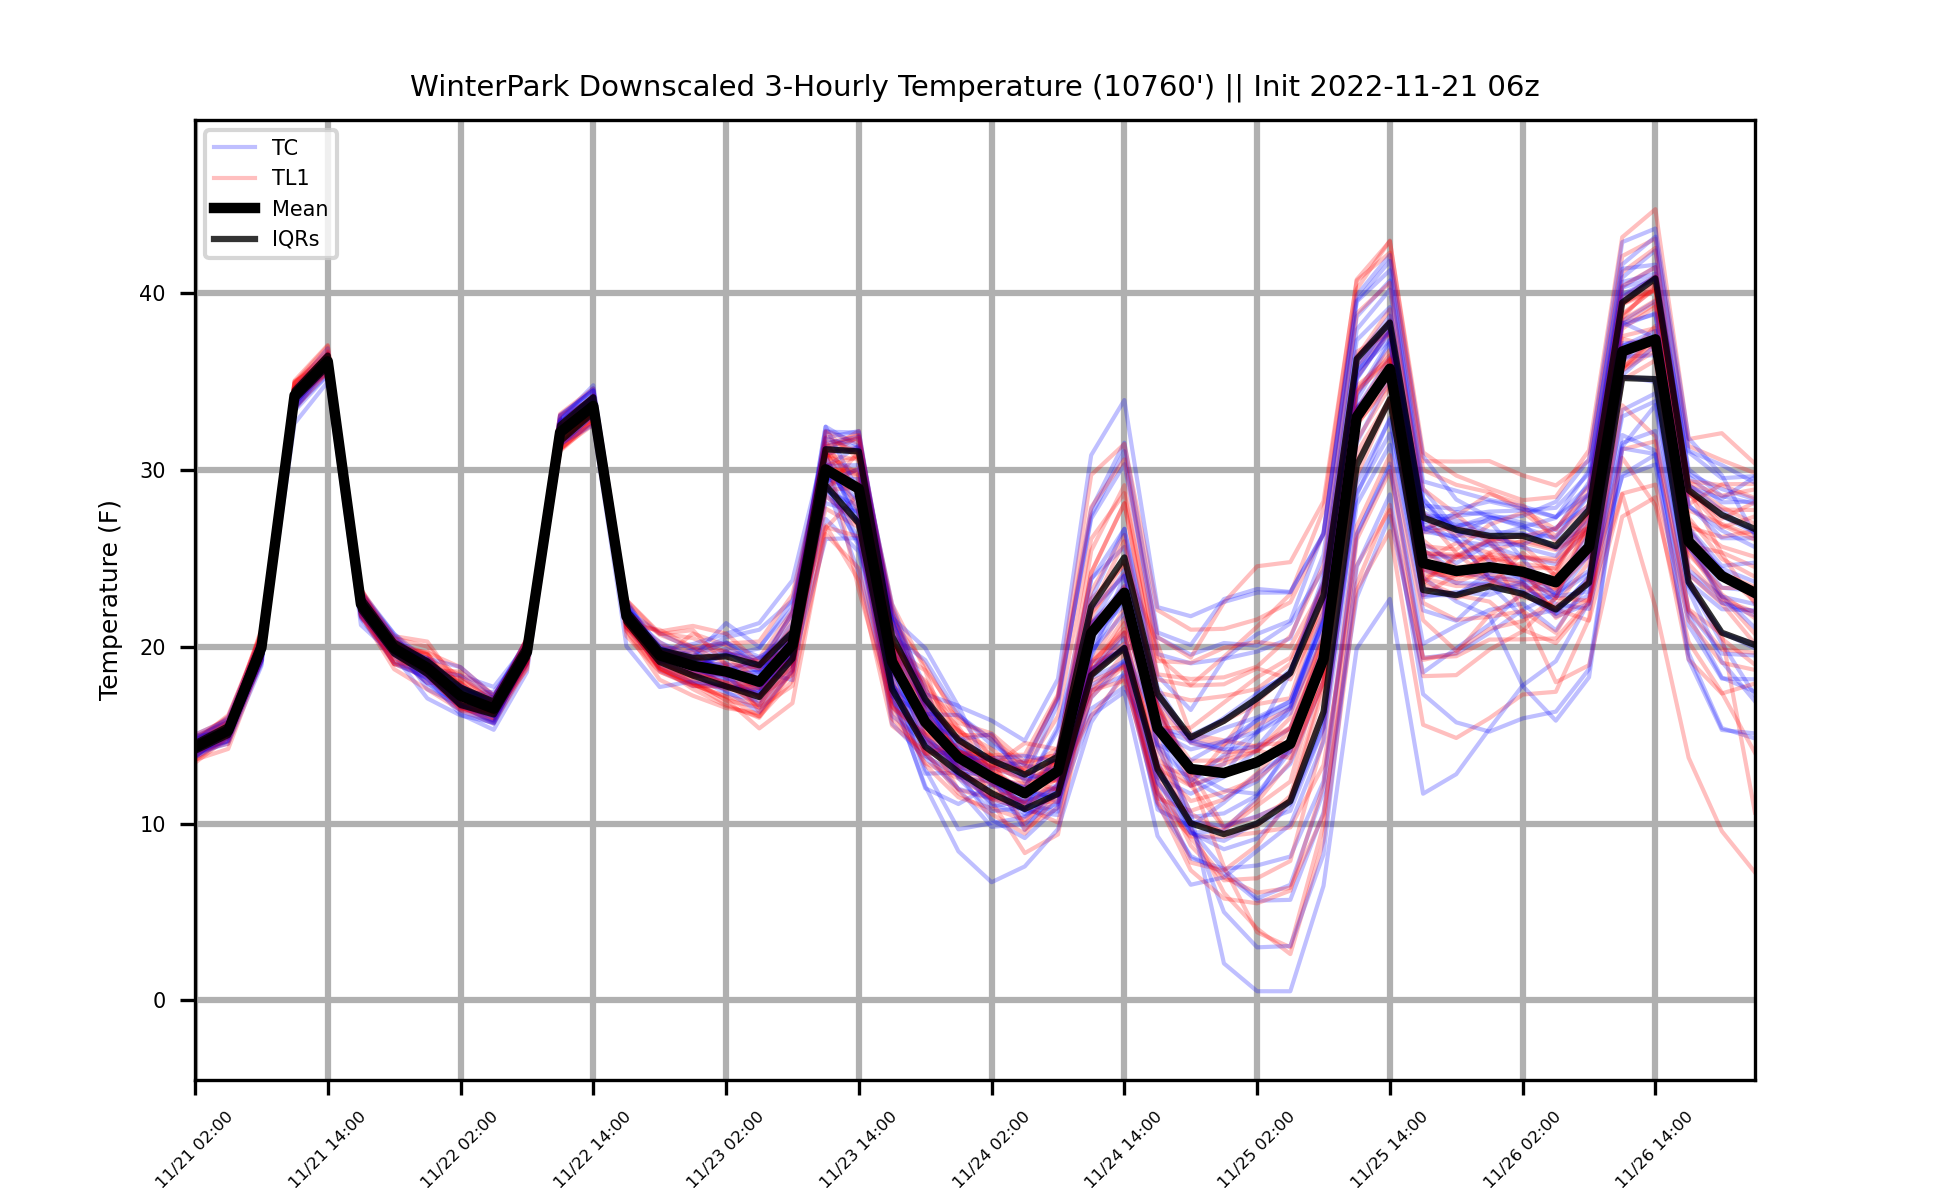 WinterPark Downscaled 3-Hourly Temperature (10760') || Init 2022-11-21 06z
TC
TL1
Mean
IQRs
Temperature (F)
40
30
20
10
0
11/21 02:00
11/21 14:00
11/22 02:00
11/22 14:00
11/23 02:00
11/23 14:00
11/24 02:00
11/24 14:00
11/25 02:00
11/25 14:00
11/26 02:00
11/26 14:00